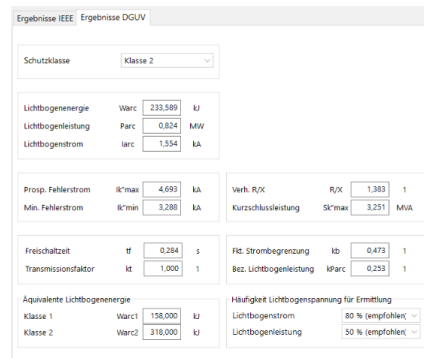 Ergebnisse IEEE Ergebnisse DGUV
Schutzklasse Klasse 2
Lichtbogenenergie Warc 233,589 kJ
Lichtbogenleistung Parc 0,824 MW
Lichtbogenstrom Iarc 1,554 kA
Prosp. Fehlerstrom Ik"max 4,693 kA
Min. Fehlerstrom Ik"min 3,288 kA
Verh. R/X R/X 1,383 1
Kurzschlussleistung Sk"max 3,251 MVA
Freischaltzeit tf 0,284 s
Transmissionsfaktor kt 1,000 1
Fkt. Strombegrenzung kb 0,473 1
Bez. Lichtbogenleistung kParc 0,253 1
Äquivalente Lichtbogenenergie
Klasse 1 Warc1 158,000 kJ
Klasse 2 Warc2 318,000 kJ
Häufigkeit Lichtbogenspannung für Ermittlung
Lichtbogenstrom 80 % (empfohlen(
Lichtbogenleistung 50 % (empfohlen(